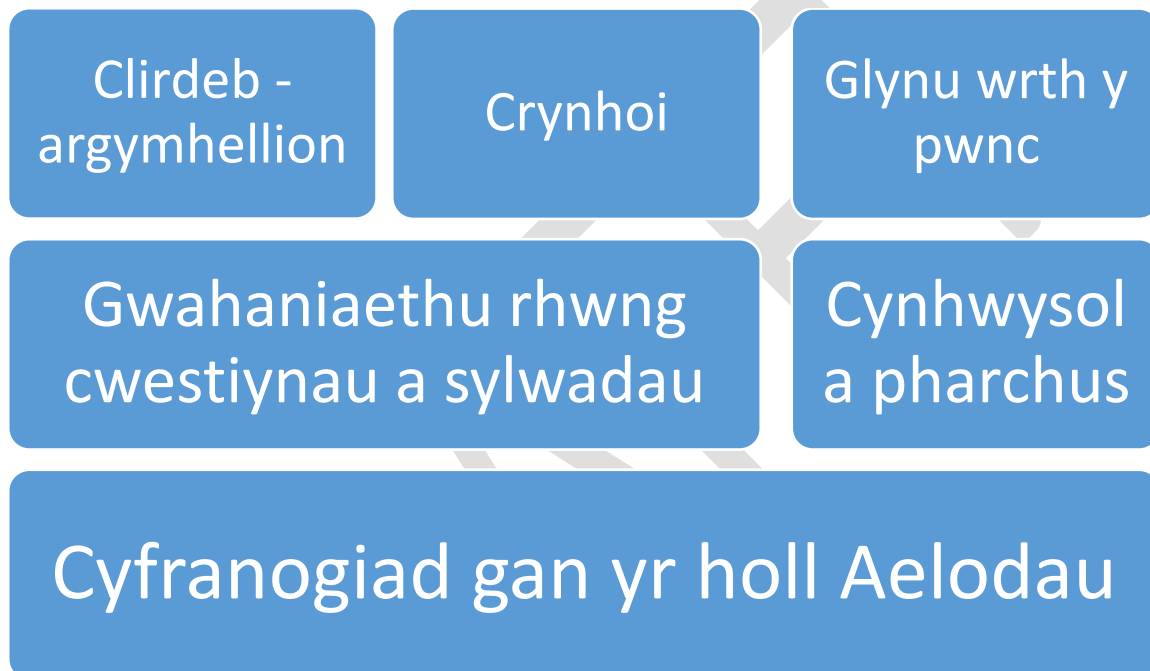 Clirdeb -
argymhellion
Crynhoi
Glynu wrth y
pwnc
Gwahaniaethu rhwng
cwestiynau a sylwadau
Cynhwysol
a pharchus
Cyfranogiad gan yr holl Aelodau